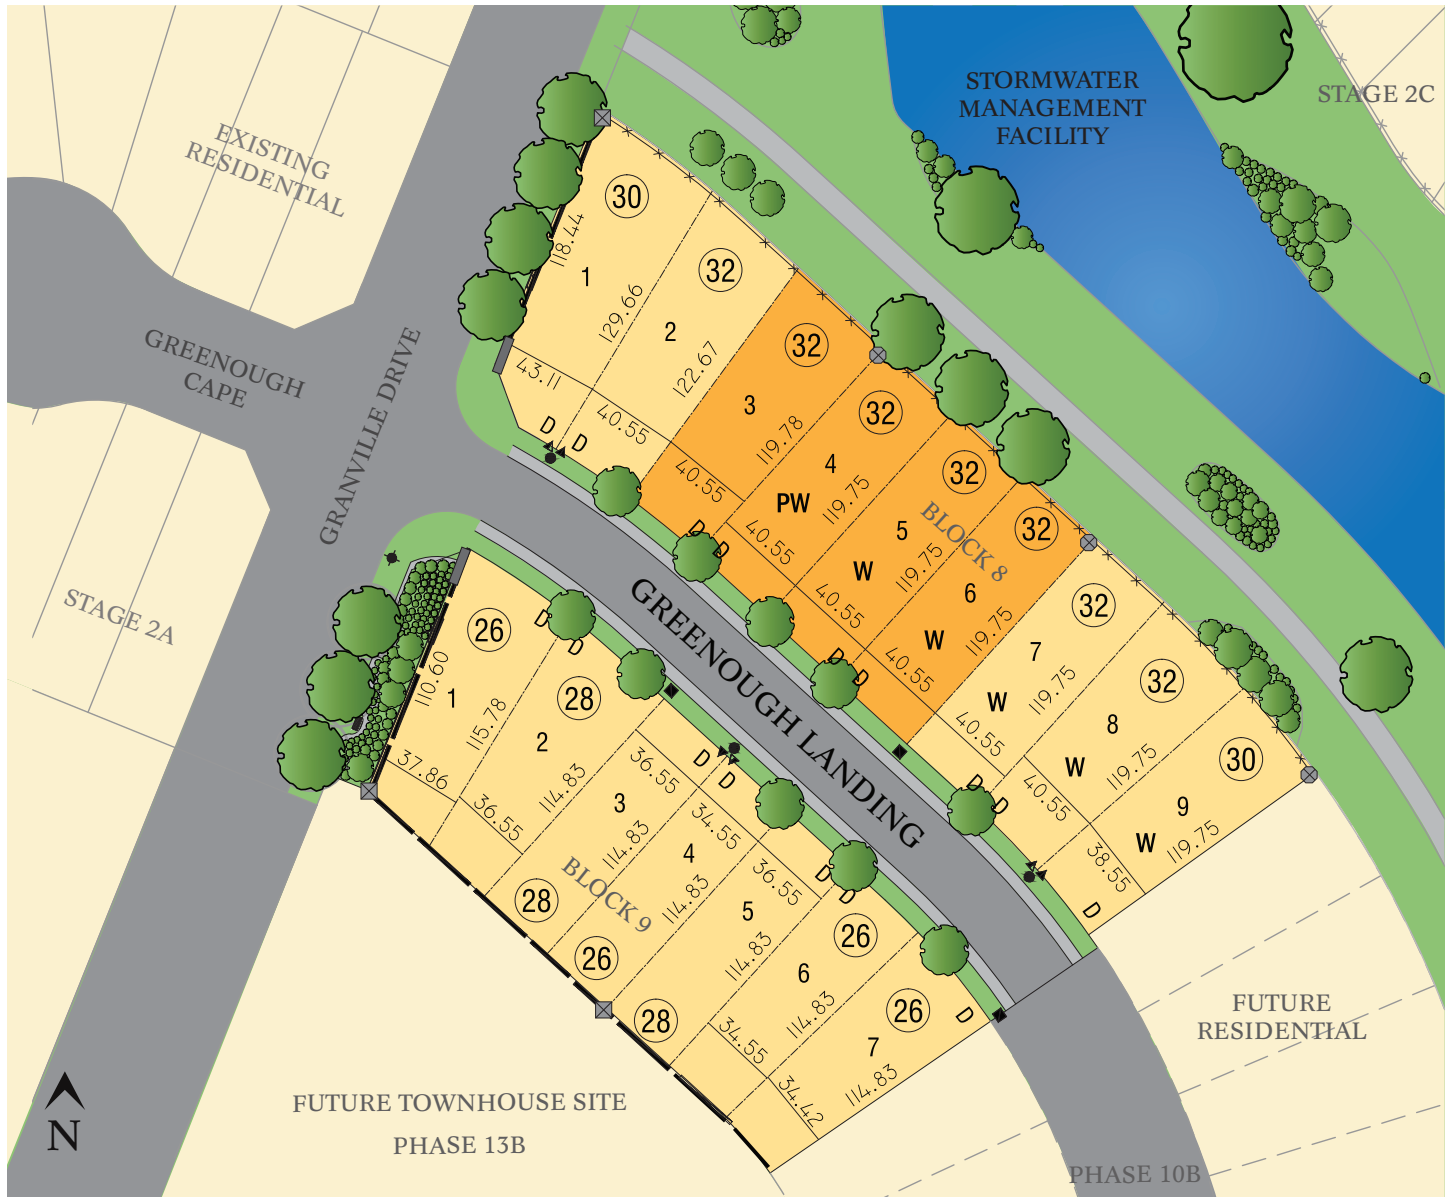 STORMWATER
MANAGEMENT
FACILITY
STAGE 2C
EXISTING
RESIDENTIAL
GREENOUGH
CAPE
GRANVILLE DRIVE
STAGE 2A
30
118.44
1
43.11
D
129.66
32
2
40.55
D
122.67
32
3
40.55
D
119.78
32
4
PW
40.55
D
119.75
32
5
W
40.55
D
119.75
BLOCK 8
32
6
W
40.55
D
119.75
32
7
W
40.55
D
119.75
32
8
W
40.55
D
119.75
30
9
W
38.55
D
119.75
GREENOUGH LANDING
26
110.60
1
37.86
D
115.78
28
2
36.55
D
114.83
36.55
3
D
114.83
28
BLOCK 9
34.55
4
D
114.83
26
36.55
5
D
114.83
28
26
6
D
34.55
114.83
26
7
D
34.42
114.83
FUTURE
RESIDENTIAL
FUTURE TOWNHOUSE SITE
PHASE 13B
PHASE 10B
N